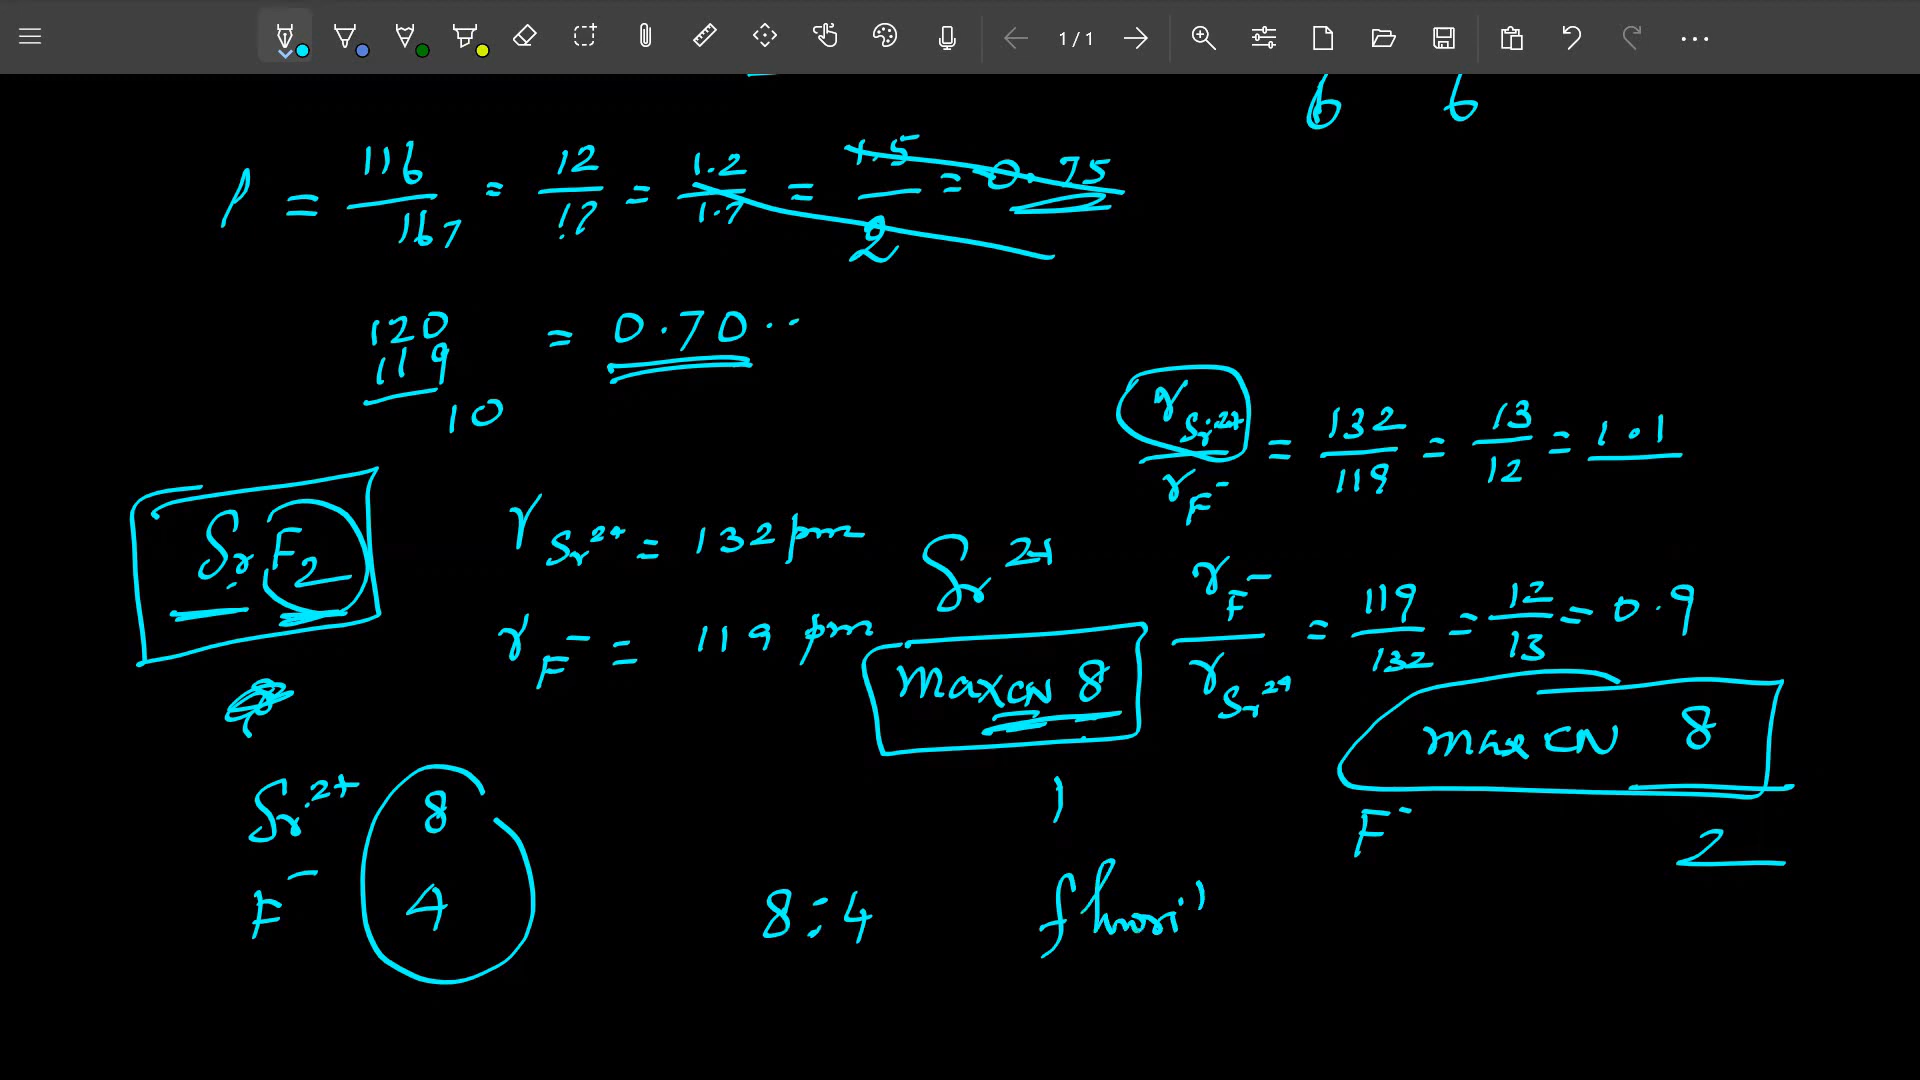 1 / 1
6 6
ρ = 116/167 = 12/17 = 1.2/1.7 = 1.5/2 = 0.75
120 = 0.70..
119
10
r Sr²⁺ / r F⁻ = 132/119 = 13/12 = 1.1
SrF₂
r Sr²⁺ = 132 pm
Sr²⁺
r F⁻ = 119 pm
r F⁻ / r Sr²⁺ = 119/132 = 12/13 = 0.9
max CN 8
max CN 8
Sr²⁺ 8
1
F⁻ 2
F⁻ 4
8:4
fluori